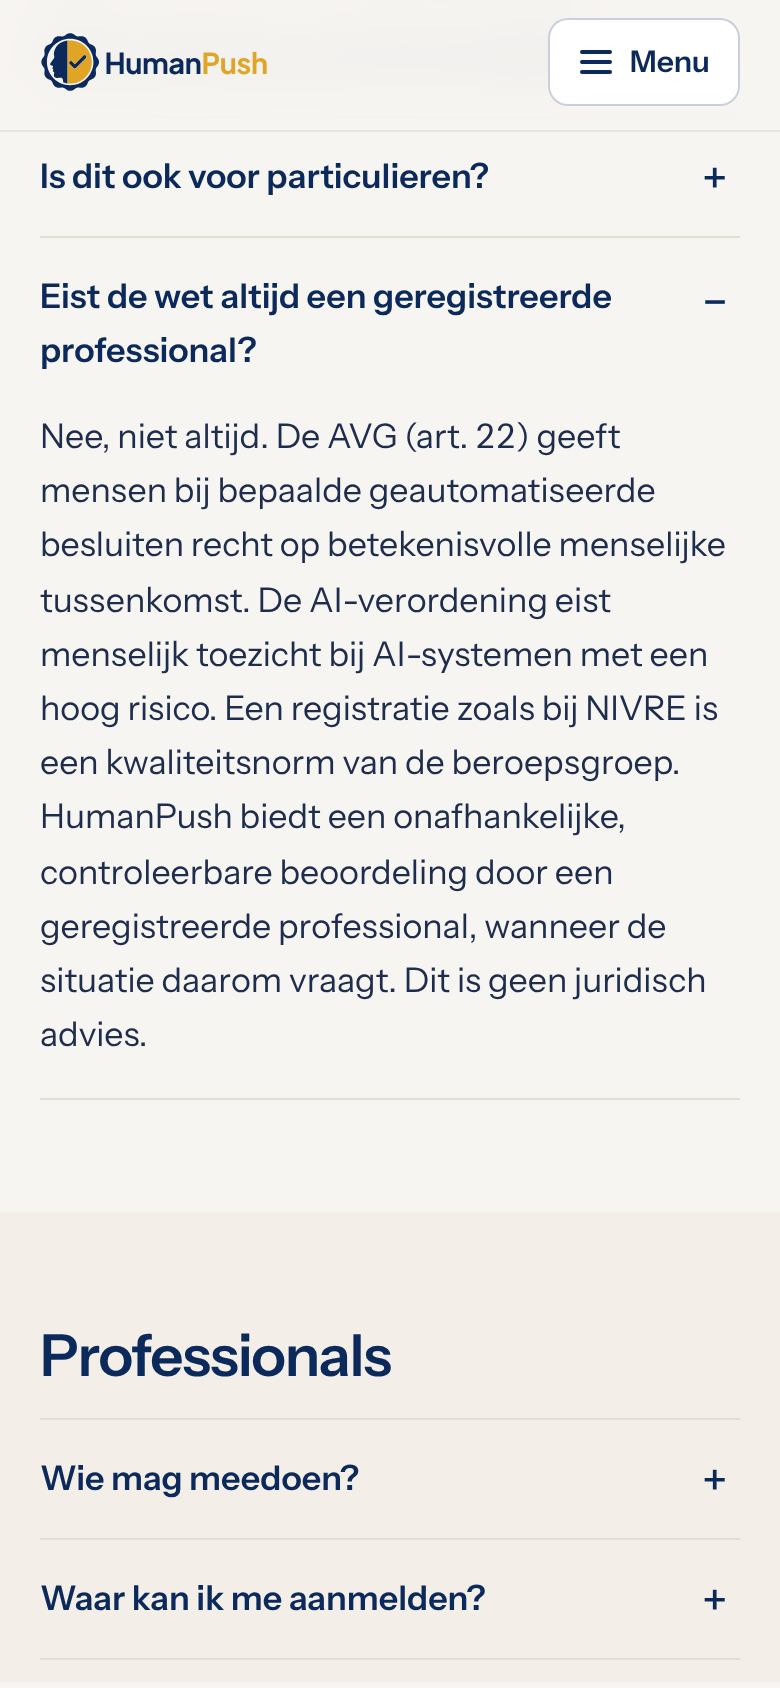 HumanPush
Menu
Is dit ook voor particulieren?
+
Eist de wet altijd een geregistreerde
professional?
–
Nee, niet altijd. De AVG (art. 22) geeft
mensen bij bepaalde geautomatiseerde
besluiten recht op betekenisvolle menselijke
tussenkomst. De AI-verordening eist
menselijk toezicht bij AI-systemen met een
hoog risico. Een registratie zoals bij NIVRE is
een kwaliteitsnorm van de beroepsgroep.
HumanPush biedt een onafhankelijke,
controleerbare beoordeling door een
geregistreerde professional, wanneer de
situatie daarom vraagt. Dit is geen juridisch
advies.
Professionals
Wie mag meedoen?
+
Waar kan ik me aanmelden?
+